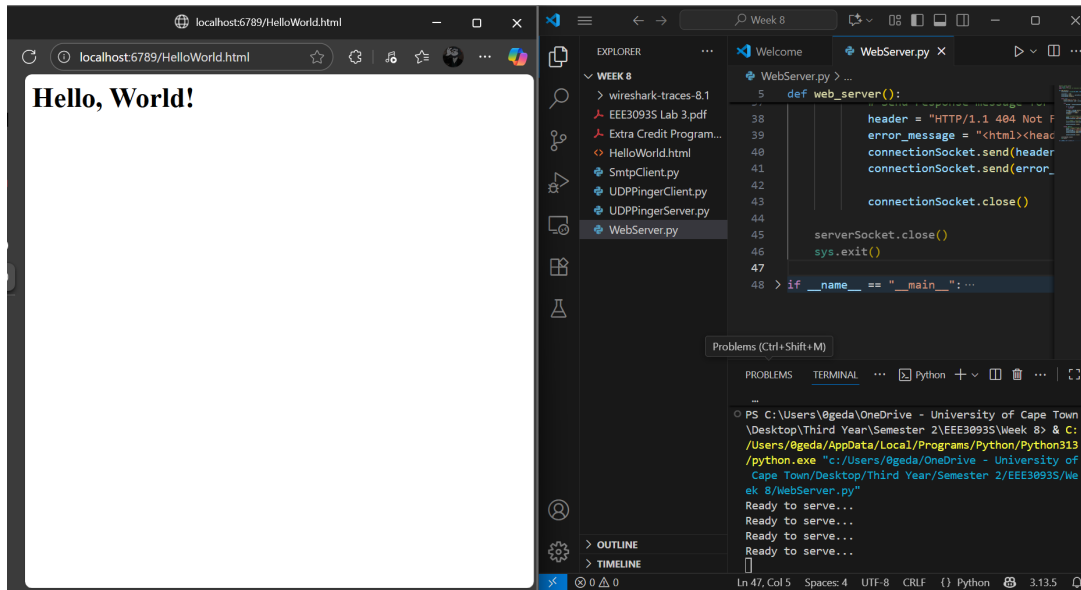 localhost:6789/HelloWorld.html
localhost:6789/HelloWorld.html
Hello, World!
Week 8
EXPLORER ...
WEEK 8
wireshark-traces-8.1
EEE3093S Lab 3.pdf
Extra Credit Program...
HelloWorld.html
SmtpClient.py
UDPPingerClient.py
UDPPingerServer.py
WebServer.py
OUTLINE
TIMELINE
Welcome WebServer.py
WebServer.py > ...
5 def web_server():
38 header = "HTTP/1.1 404 Not F
39 error_message = "<html><head
40 connectionSocket.send(header
41 connectionSocket.send(error_
42
43 connectionSocket.close()
44
45 serverSocket.close()
46 sys.exit()
47
48 if __name__ == "__main__": ...
Problems (Ctrl+Shift+M)
PROBLEMS TERMINAL ... Python
...
PS C:\Users\0geda\OneDrive - University of Cape Town
\Desktop\Third Year\Semester 2\EEE3093S\Week 8> & C:
/Users/0geda/AppData/Local/Programs/Python/Python313
/python.exe "c:/Users/0geda/OneDrive - University of
Cape Town/Desktop/Third Year/Semester 2/EEE3093S/We
ek 8/WebServer.py"
Ready to serve...
Ready to serve...
Ready to serve...
Ready to serve...
0 0 Ln 47, Col 5 Spaces: 4 UTF-8 CRLF {} Python 3.13.5